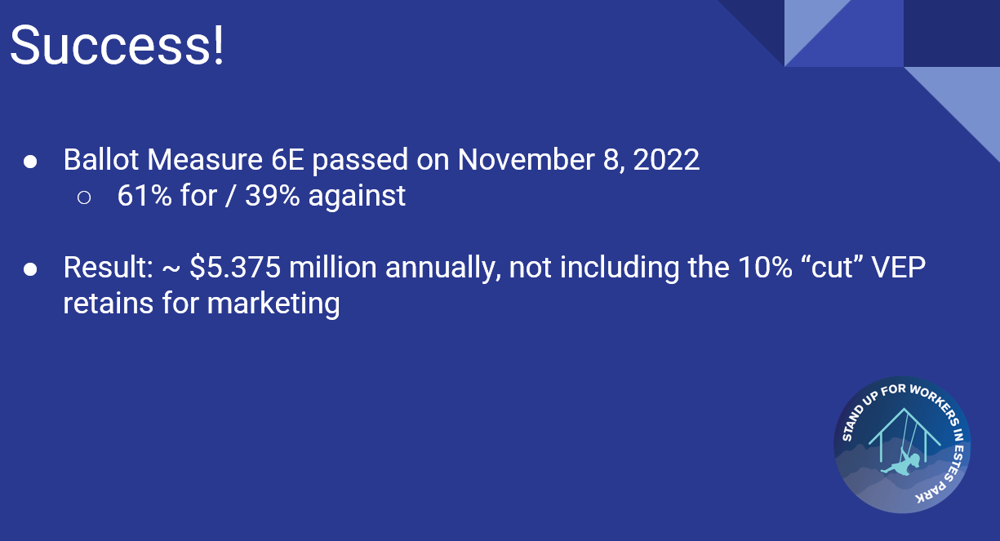 Success!
● Ballot Measure 6E passed on November 8, 2022
○ 61% for / 39% against
● Result: ~ $5.375 million annually, not including the 10% “cut” VEP
retains for marketing
STAND UP FOR WORKERS IN ESTES PARK